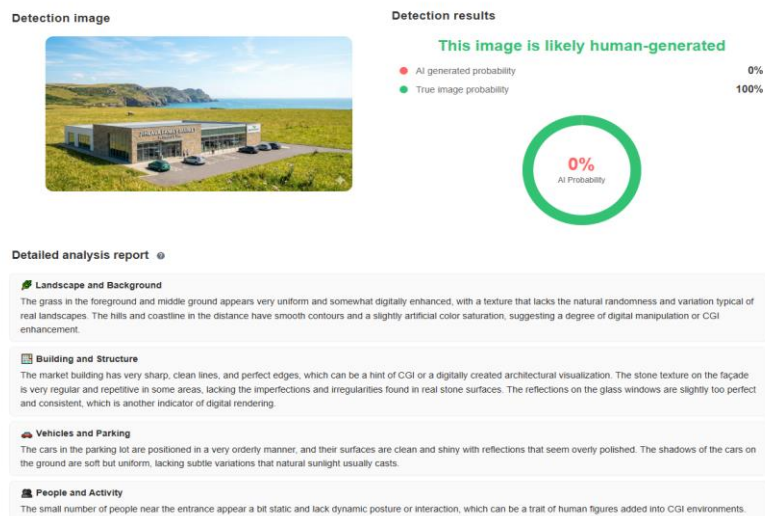 Detection image
Detection results
This image is likely human-generated
AI generated probability 0%
True image probability 100%
0%
AI Probability
Detailed analysis report
Landscape and Background
The grass in the foreground and middle ground appears very uniform and somewhat digitally enhanced, with a texture that lacks the natural randomness and variation typical of
real landscapes. The hills and coastline in the distance have smooth contours and a slightly artificial color saturation, suggesting a degree of digital manipulation or CGI
enhancement.
Building and Structure
The market building has very sharp, clean lines, and perfect edges, which can be a hint of CGI or a digitally created architectural visualization. The stone texture on the façade
is very regular and repetitive in some areas, lacking the imperfections and irregularities found in real stone surfaces. The reflections on the glass windows are slightly too perfect
and consistent, which is another indicator of digital rendering.
Vehicles and Parking
The cars in the parking lot are positioned in a very orderly manner, and their surfaces are clean and shiny with reflections that seem overly polished. The shadows of the cars on
the ground are soft but uniform, lacking subtle variations that natural sunlight usually casts.
People and Activity
The small number of people near the entrance appear a bit static and lack dynamic posture or interaction, which can be a trait of human figures added into CGI environments.